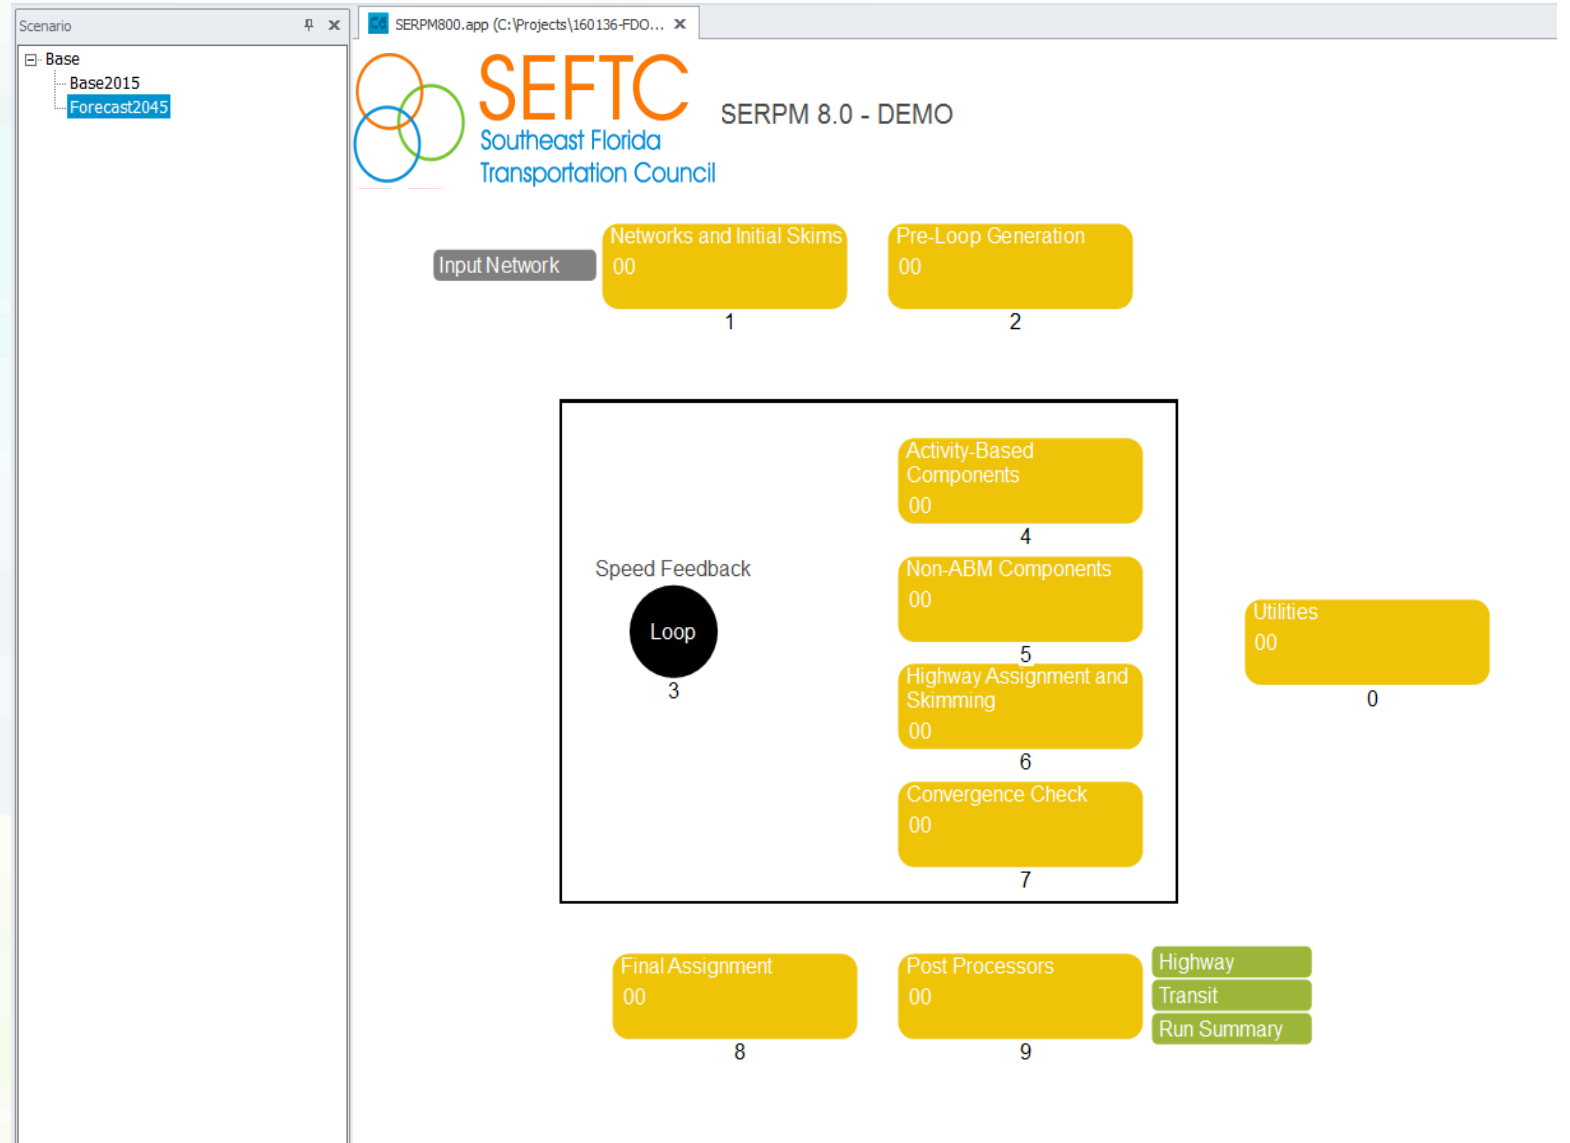 Scenario
Base
Base2015
Forecast2045
Cd
SERPM800.app (C:\Projects\160136-FDO...
SEFTC
Southeast Florida
Transportation Council
SERPM 8.0 - DEMO
Input Network
Networks and Initial Skims
00
1
Pre-Loop Generation
00
2
Speed Feedback
Loop
3
Activity-Based
Components
00
4
Non-ABM Components
00
5
Highway Assignment and
Skimming
00
6
Convergence Check
00
7
Utilities
00
0
Final Assignment
00
8
Post Processors
00
9
Highway
Transit
Run Summary